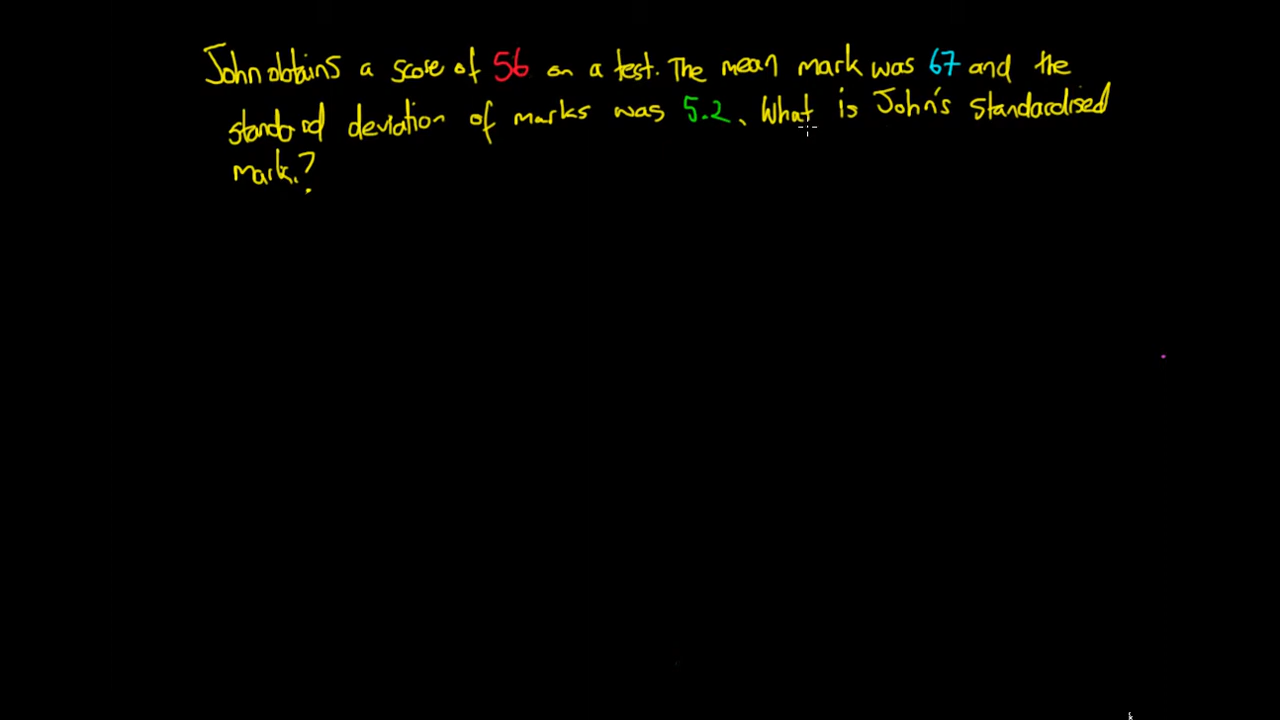 John obtains a score of 56 on a test. The mean mark was 67 and the
standard deviation of marks was 5.2. What is John's standardised
mark.?